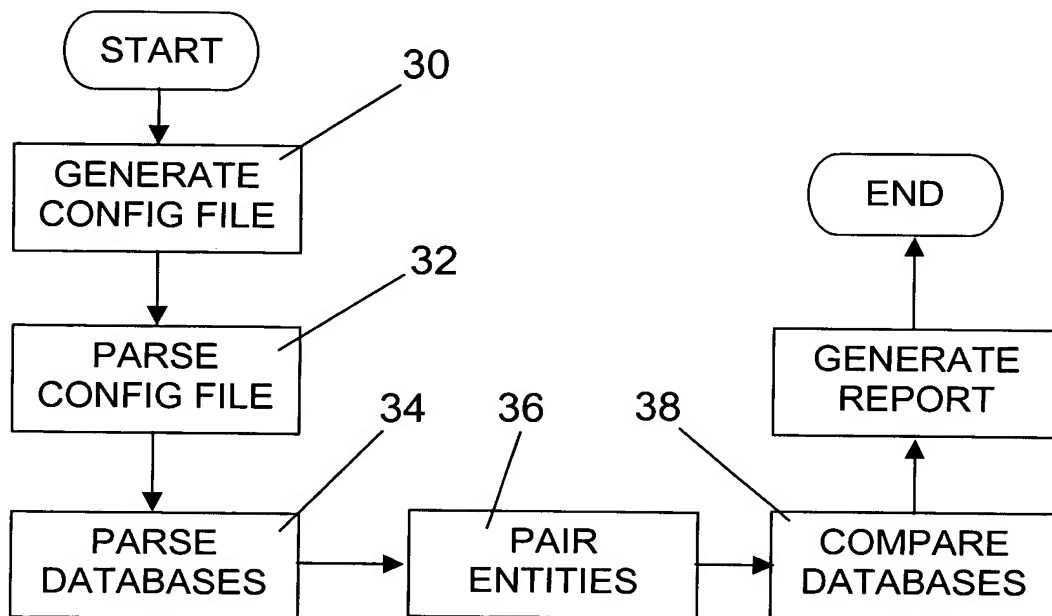 START
30
GENERATE
CONFIG FILE
32
PARSE
CONFIG FILE
34
PARSE
DATABASES
36
PAIR
ENTITIES
38
COMPARE
DATABASES
GENERATE
REPORT
END